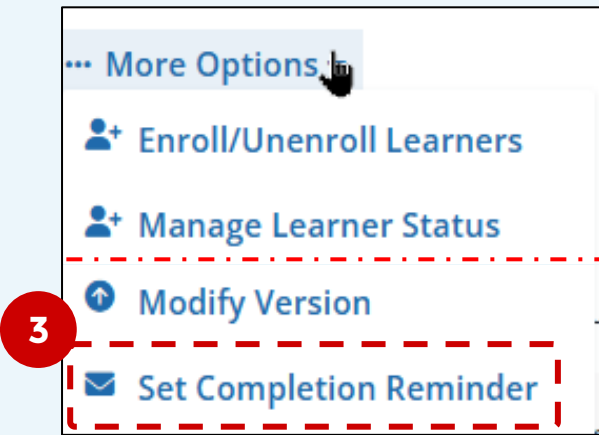 ... More Options
Enroll/Unenroll Learners
Manage Learner Status
Modify Version
3
Set Completion Reminder